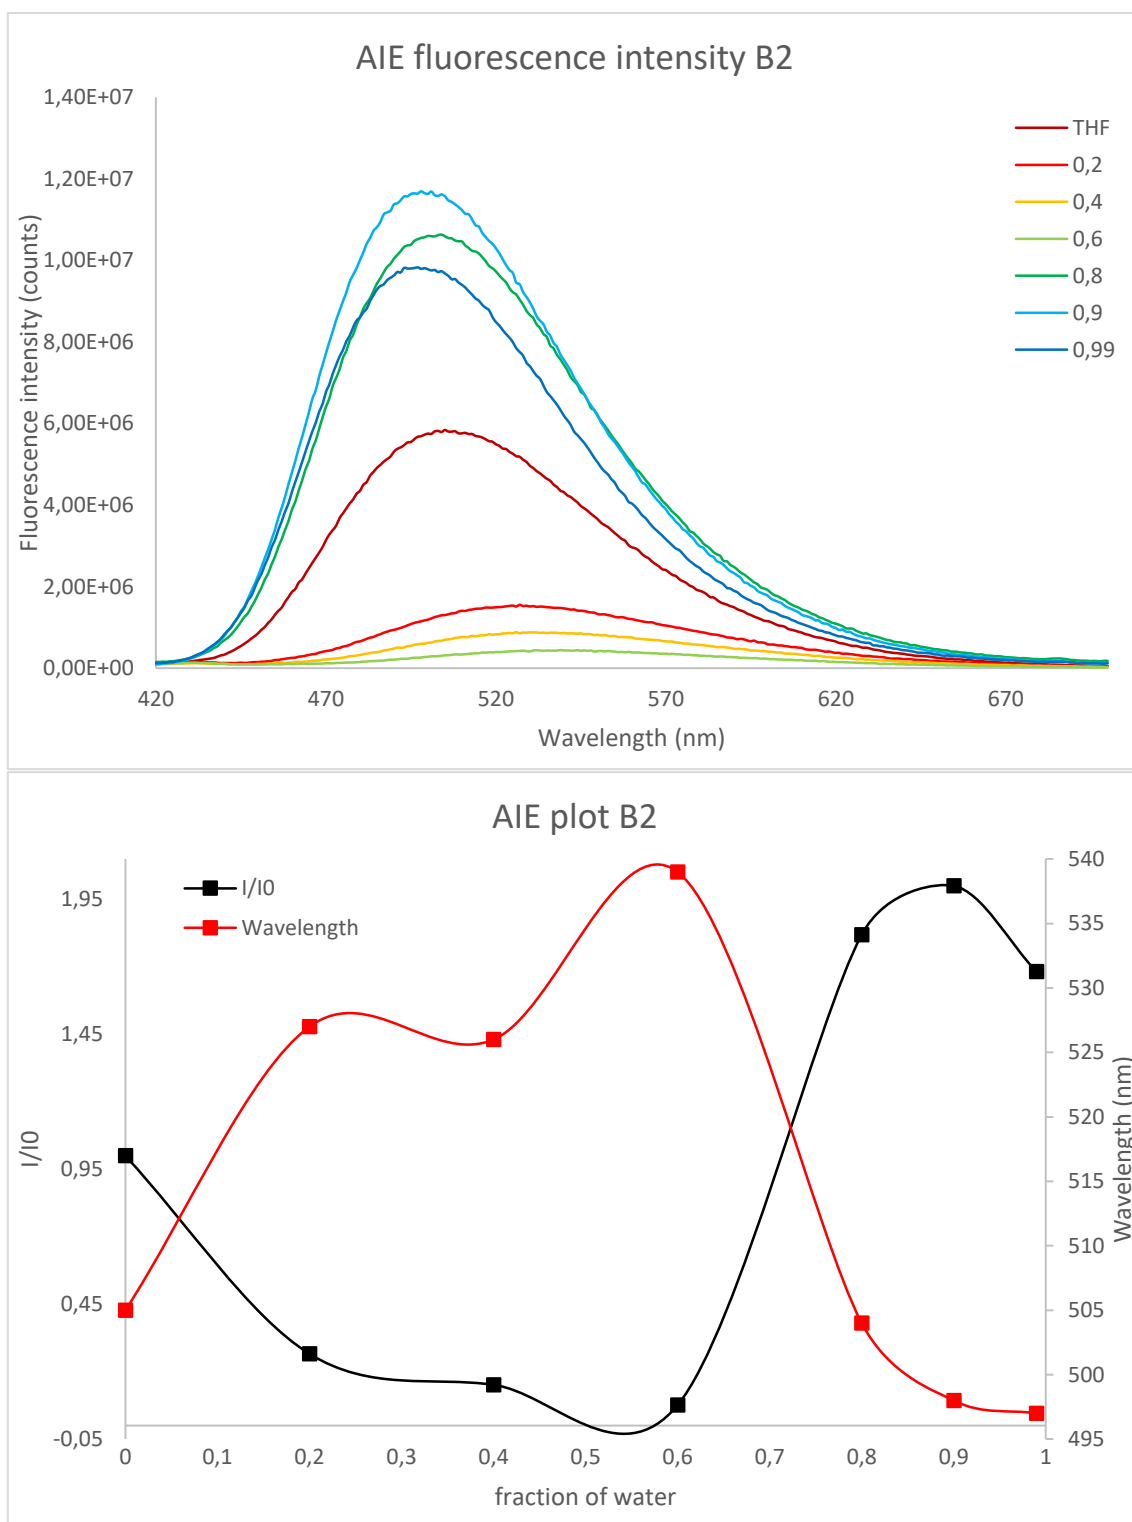 AIE fluorescence intensity B2
1,40E+07
1,20E+07
1,00E+07
8,00E+06
6,00E+06
4,00E+06
2,00E+06
0,00E+00
Fluorescence intensity (counts)
420 470 520 570 620 670
Wavelength (nm)
THF
0,2
0,4
0,6
0,8
0,9
0,99
AIE plot B2
I/I0
Wavelength
1,95
1,45
0,95
0,45
-0,05
I/I0
540
535
530
525
520
515
510
505
500
495
Wavelength (nm)
0 0,1 0,2 0,3 0,4 0,5 0,6 0,7 0,8 0,9 1
fraction of water